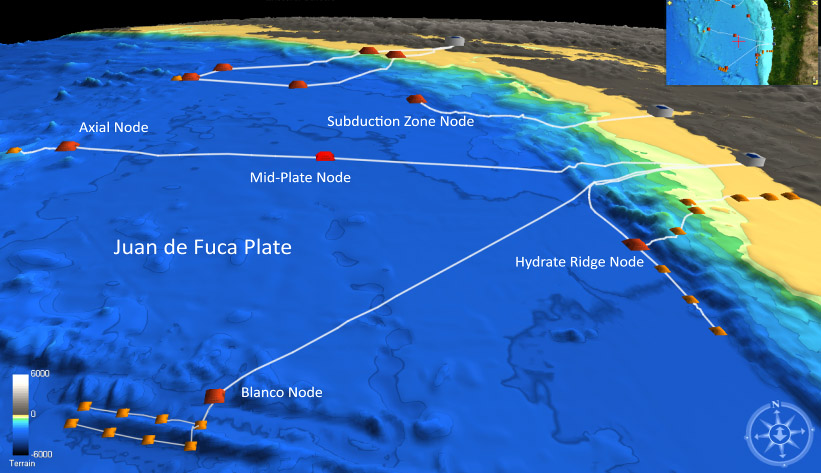 Axial Node
Subduction Zone Node
Mid-Plate Node
Juan de Fuca Plate
Hydrate Ridge Node
Blanco Node
6000
0
-6000
Terrain
N